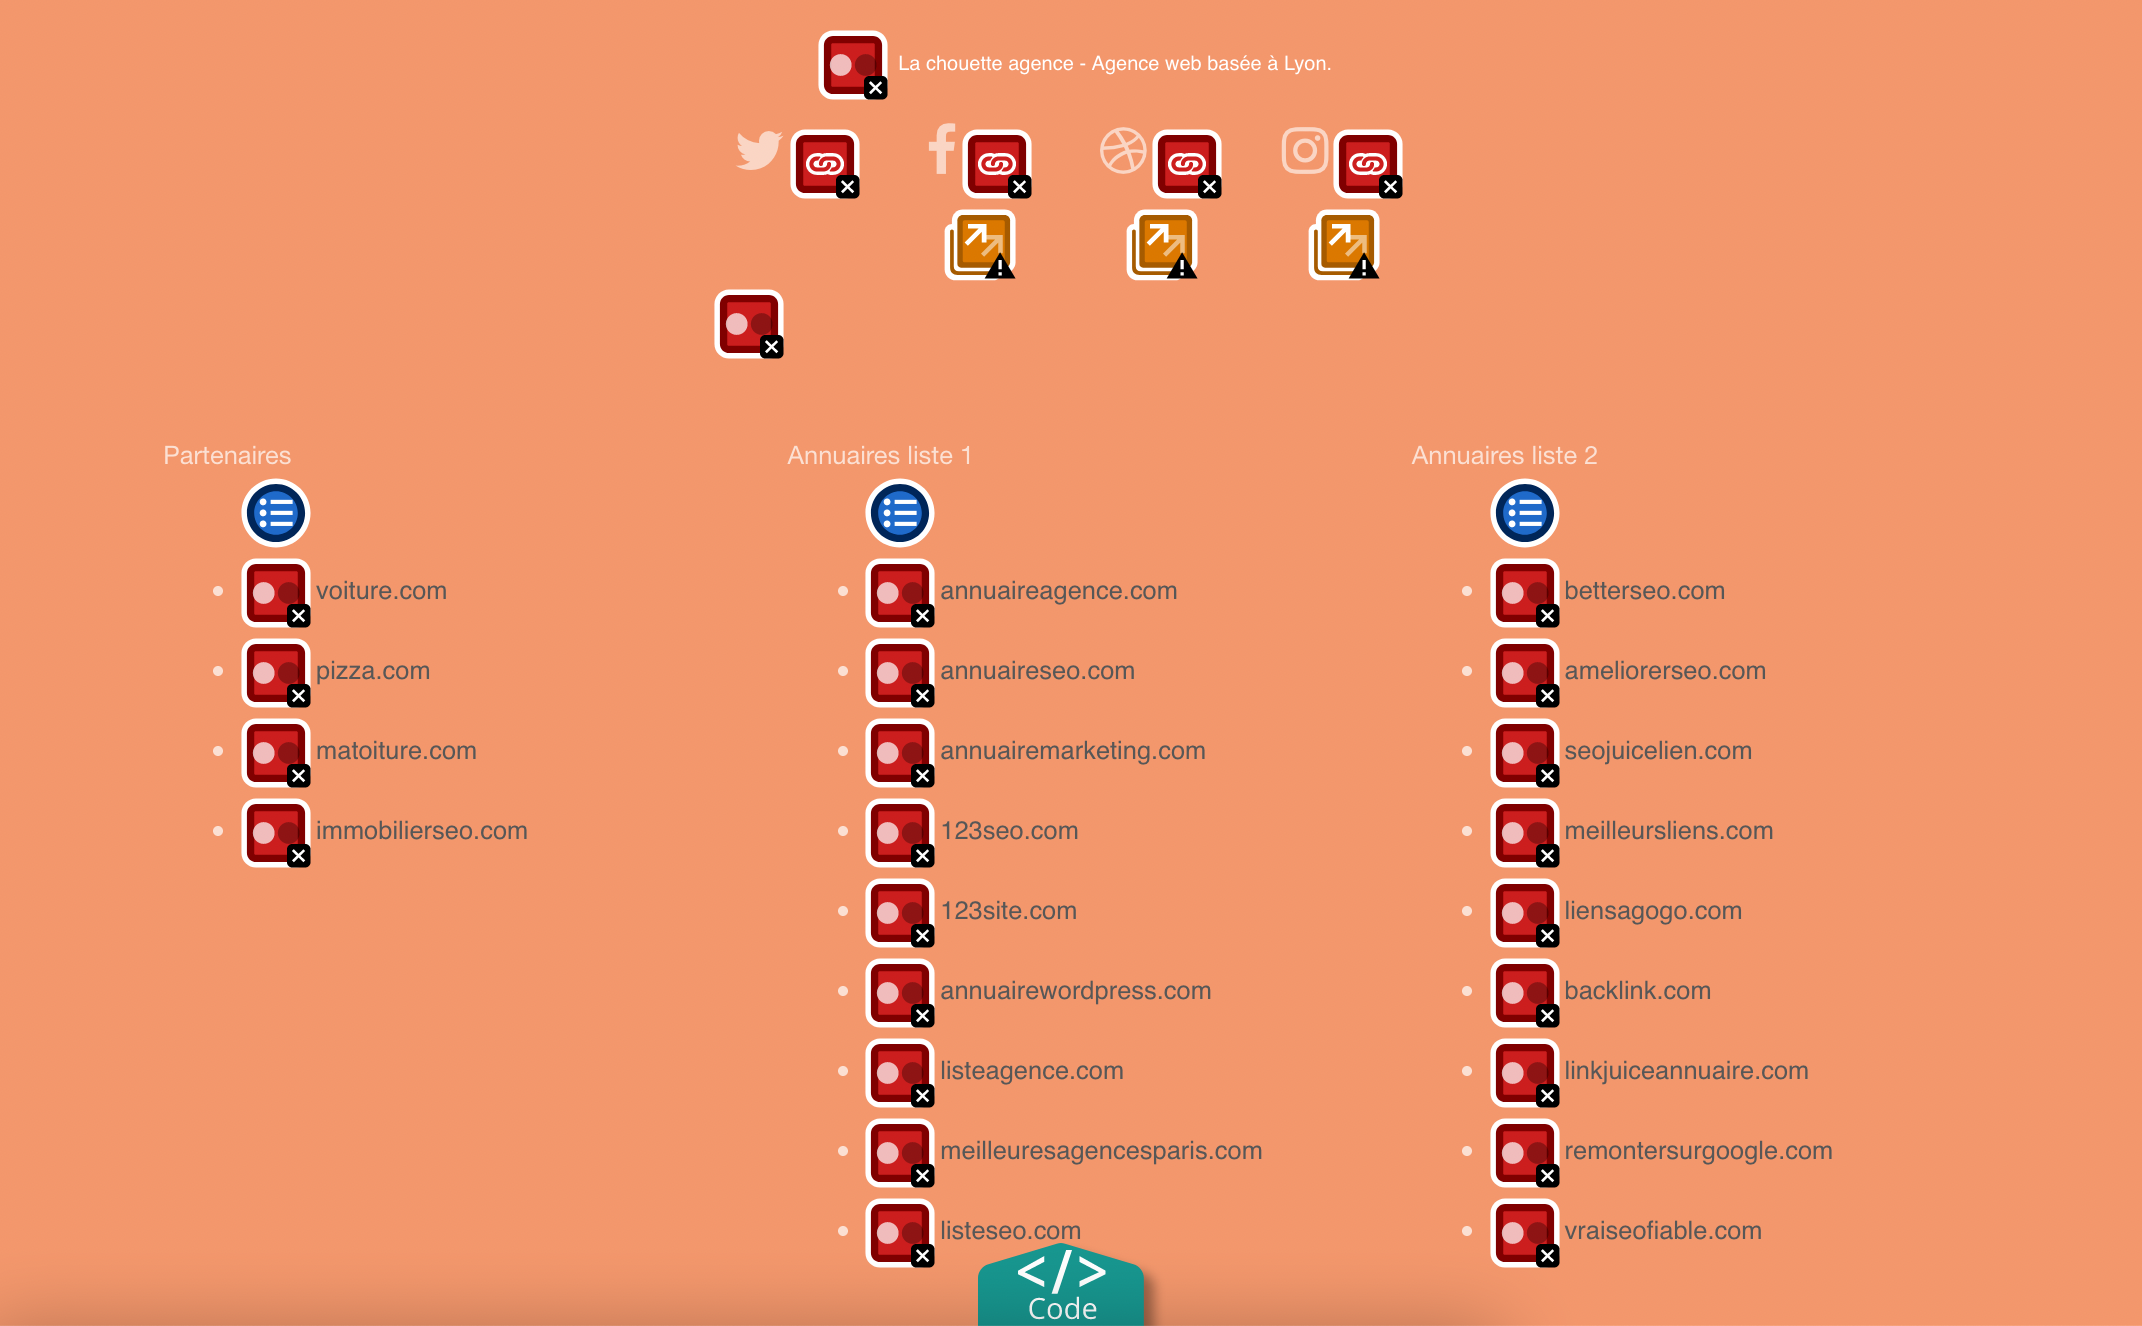 La chouette agence - Agence web basée à Lyon.
Partenaires
voiture.com
pizza.com
matoiture.com
immobilierseo.com
Annuaires liste 1
annuaireagence.com
annuaireseo.com
annuairemarketing.com
123seo.com
123site.com
annuairewordpress.com
listeagence.com
meilleuresagencesparis.com
listeseo.com
Annuaires liste 2
betterseo.com
ameliorerseo.com
seojuicelien.com
meilleursliens.com
liensagogo.com
backlink.com
linkjuiceannuaire.com
remontersurgoogle.com
vraiseofiable.com
</> 
Code